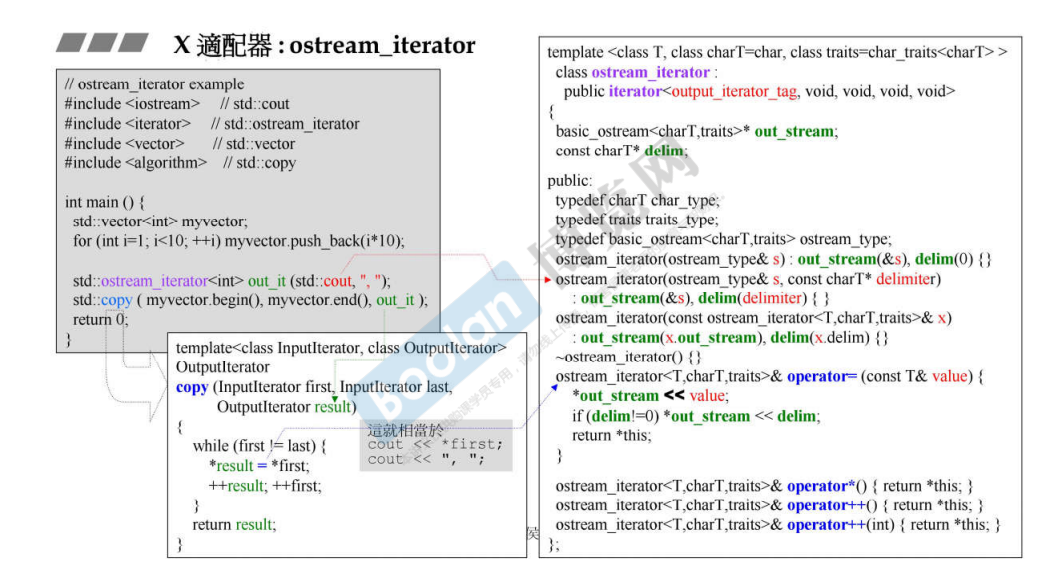 X 適配器 : ostream_iterator
// ostream_iterator example
#include <iostream>     // std::cout
#include <iterator>     // std::ostream_iterator
#include <vector>       // std::vector
#include <algorithm>    // std::copy
int main () {
  std::vector<int> myvector;
  for (int i=1; i<10; ++i) myvector.push_back(i*10);
  std::ostream_iterator<int> out_it (std::cout, ", ");
  std::copy ( myvector.begin(), myvector.end(), out_it );
  return 0;
}
template<class InputIterator, class OutputIterator>
OutputIterator
copy (InputIterator first, InputIterator last,
      OutputIterator result)
{
  while (first != last) {
    *result = *first;
    ++result; ++first;
  }
  return result;
}
這就相當於
cout << *first;
cout << ", ";
template <class T, class charT=char, class traits=char_traits<charT> >
  class ostream_iterator :
    public iterator<output_iterator_tag, void, void, void, void>
{
  basic_ostream<charT,traits>* out_stream;
  const charT* delim;
public:
  typedef charT char_type;
  typedef traits traits_type;
  typedef basic_ostream<charT,traits> ostream_type;
  ostream_iterator(ostream_type& s) : out_stream(&s), delim(0) {}
  ostream_iterator(ostream_type& s, const charT* delimiter)
    : out_stream(&s), delim(delimiter) { }
  ostream_iterator(const ostream_iterator<T,charT,traits>& x)
    : out_stream(x.out_stream), delim(x.delim) {}
  ~ostream_iterator() {}
  ostream_iterator<T,charT,traits>& operator= (const T& value) {
    *out_stream << value;
    if (delim!=0) *out_stream << delim;
    return *this;
  }
  ostream_iterator<T,charT,traits>& operator*() { return *this; }
  ostream_iterator<T,charT,traits>& operator++() { return *this; }
  ostream_iterator<T,charT,traits>& operator++(int) { return *this; }
};
侯
boolan
博览网